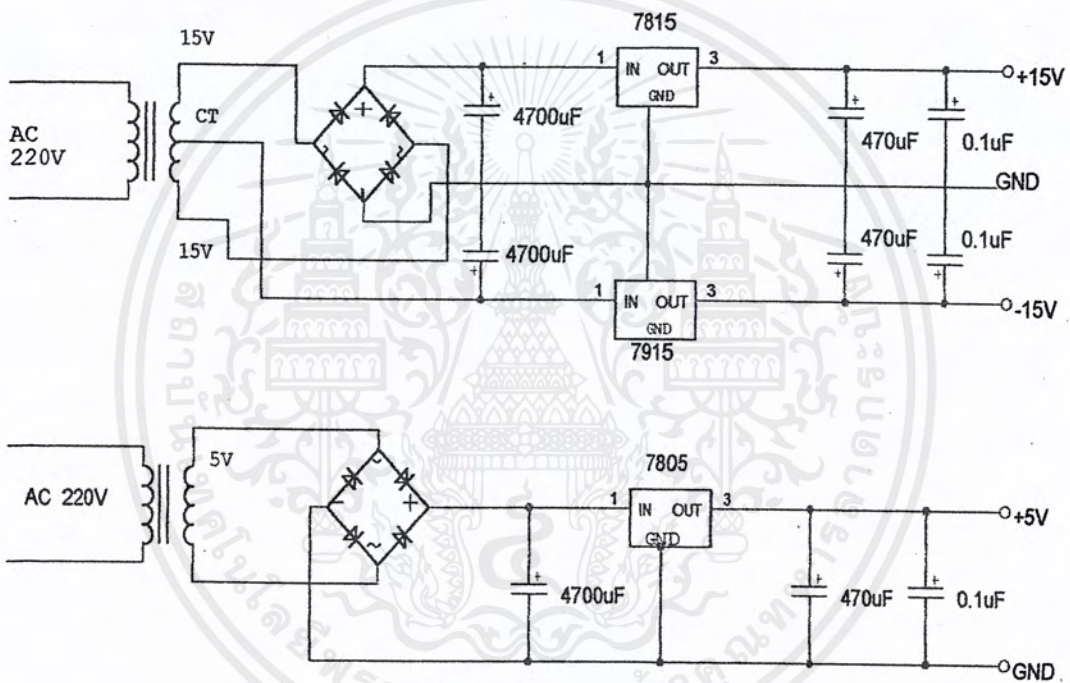 15V
7815
1
IN OUT
3
GND
+15V
CT
4700uF
470uF
0.1uF
AC
220V
GND
15V
4700uF
470uF
0.1uF
1
IN OUT
3
GND
-15V
7915
5V
7805
AC 220V
1
IN OUT
3
GND
+5V
4700uF
470uF
0.1uF
GND